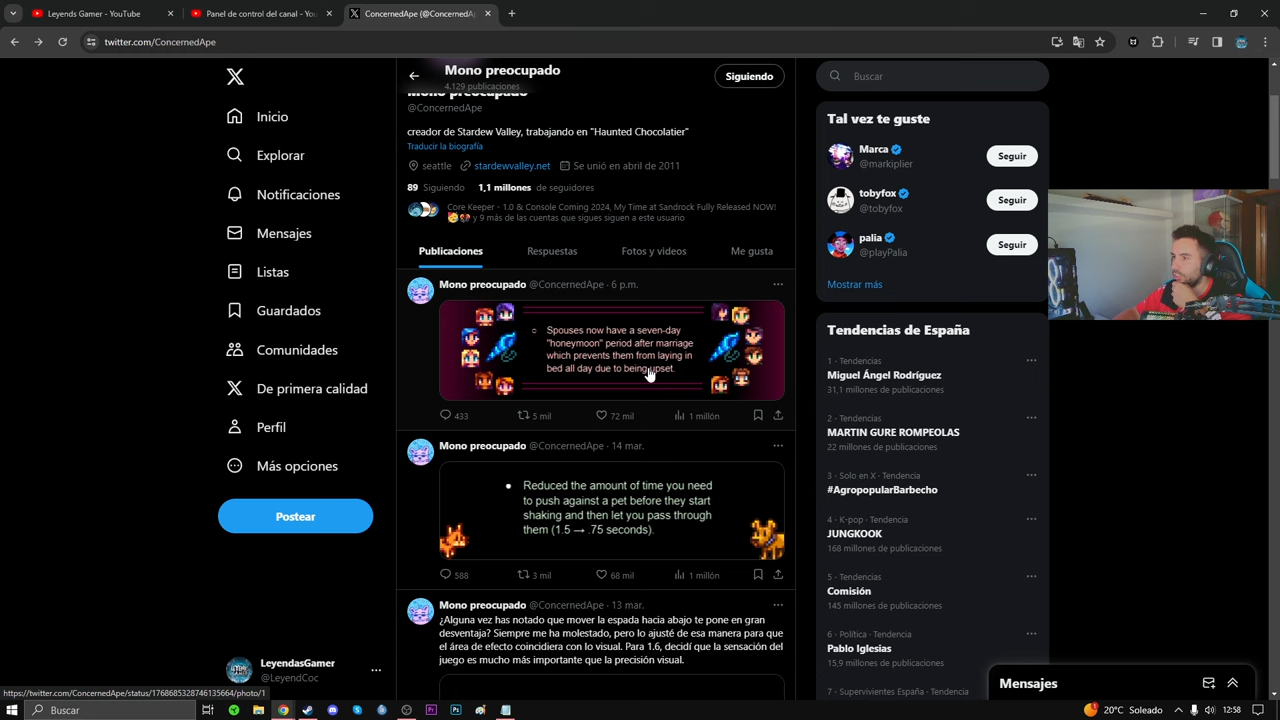 Leyends Gamer - YouTube
Panel de control del canal - You
ConcernedApe (@ConcernedAp
twitter.com/ConcernedApe
Inicio
Explorar
Notificaciones
Mensajes
Listas
Guardados
Comunidades
De primera calidad
Perfil
Más opciones
Postear
LeyendasGamer
@LeyendCoc
Mono preocupado
4.129 publicaciones
Siguiendo
Mono preocupado
@ConcernedApe
creador de Stardew Valley, trabajando en "Haunted Chocolatier"
Traducir la biografía
seattle stardewvalley.net Se unió en abril de 2011
89 Siguiendo 1,1 millones de seguidores
Core Keeper - 1.0 & Console Coming 2024, My Time at Sandrock Fully Released NOW!
y 9 más de las cuentas que sigues siguen a este usuario
Publicaciones Respuestas Fotos y videos Me gusta
Mono preocupado @ConcernedApe · 6 p.m.
Spouses now have a seven-day
"honeymoon" period after marriage
which prevents them from laying in
bed all day due to being upset.
433 5 mil 72 mil 1 millón
Mono preocupado @ConcernedApe · 14 mar.
• Reduced the amount of time you need
to push against a pet before they start
shaking and then let you pass through
them (1.5 → .75 seconds).
588 3 mil 68 mil 1 millón
Mono preocupado @ConcernedApe · 13 mar.
¿Alguna vez has notado que mover la espada hacia abajo te pone en gran
desventaja? Siempre me ha molestado, pero lo ajusté de esa manera para que
el área de efecto coincidiera con lo visual. Para 1.6, decidí que la sensación del
juego es mucho más importante que la precisión visual.
Buscar
Tal vez te guste
Marca
@markiplier
Seguir
tobyfox
@tobyfox
Seguir
palia
@playPalia
Seguir
Mostrar más
Tendencias de España
1 - Tendencias
Miguel Ángel Rodríguez
31,1 millones de publicaciones
2 - Tendencias
MARTIN GURE ROMPEOLAS
22 millones de publicaciones
3 - Solo en X - Tendencia
#AgropopularBarbecho
4 - K-pop - Tendencia
JUNGKOOK
168 millones de publicaciones
5 - Tendencias
Comisión
145 millones de publicaciones
6 - Política - Tendencia
Pablo Iglesias
15,9 millones de publicaciones
7 - Supervivientes España - Tendencia
Mensajes
https://twitter.com/ConcernedApe/status/1768685328746135664/photo/1
Buscar
20°C Soleado
12:58